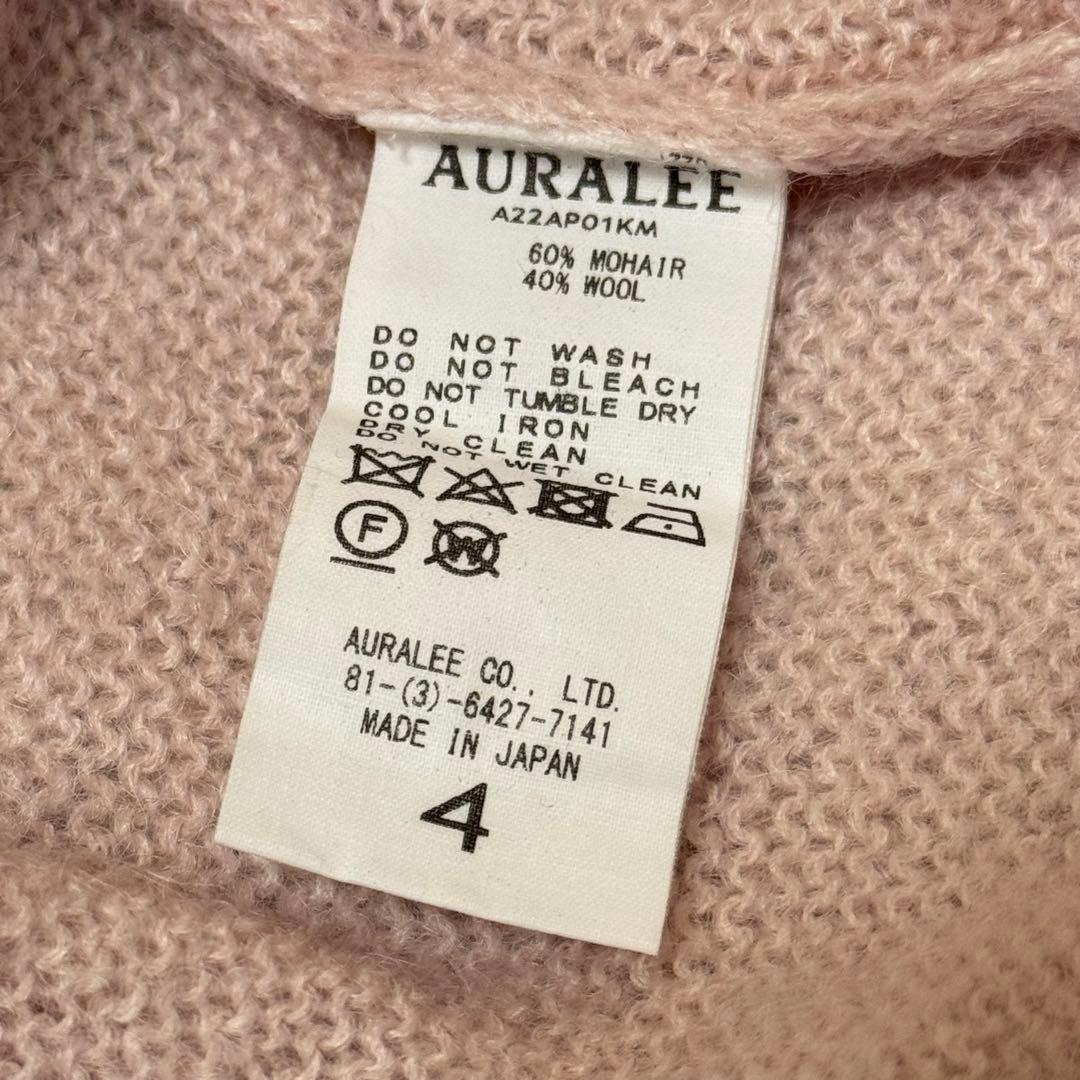 AURALEE
A22AP01KM
60% MOHAIR
40% WOOL
DO NOT WASH
DO NOT BLEACH
DO NOT TUMBLE DRY
COOL IRON
DRY CLEAN
DO NOT WET CLEAN
F
W
AURALEE CO., LTD.
81-(3)-6427-7141
MADE IN JAPAN
4